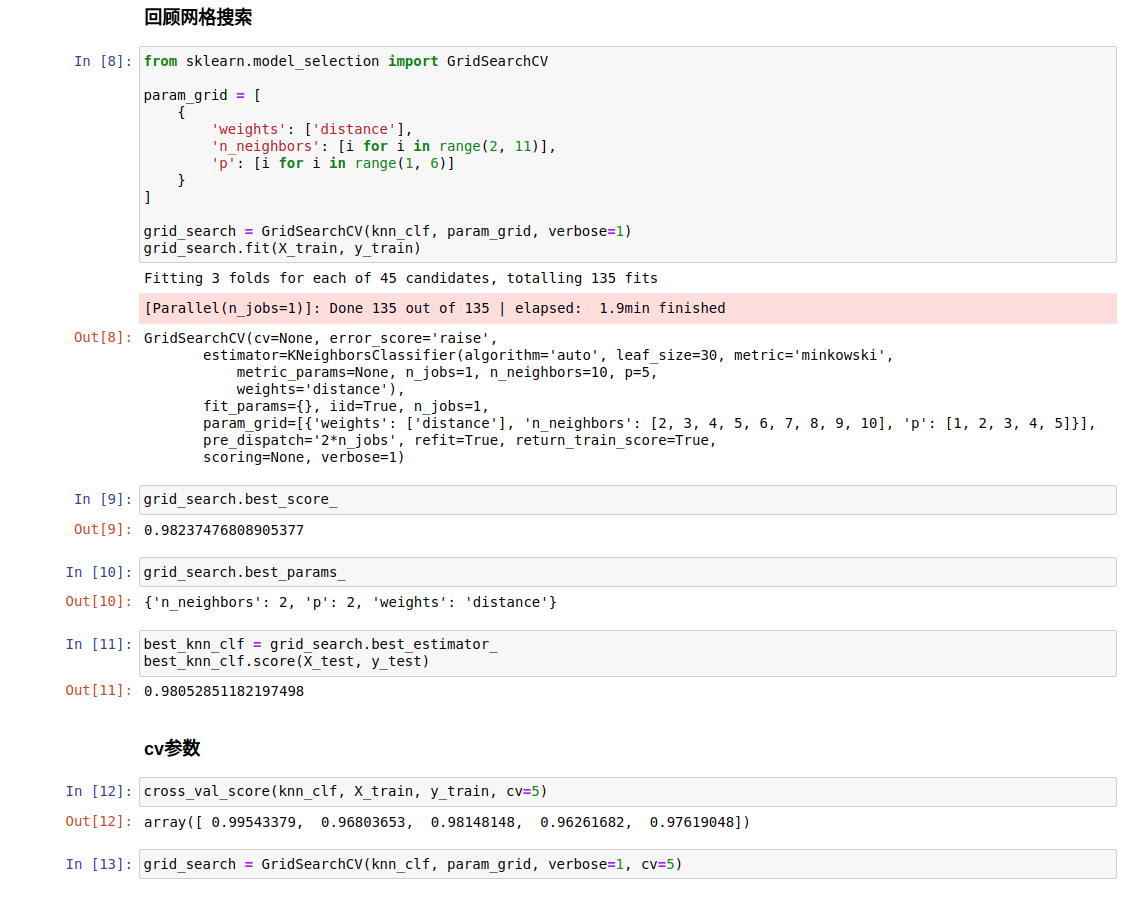 回顾网格搜索
In [8]: from sklearn.model_selection import GridSearchCV
param_grid = [
    {
        'weights': ['distance'],
        'n_neighbors': [i for i in range(2, 11)],
        'p': [i for i in range(1, 6)]
    }
]
grid_search = GridSearchCV(knn_clf, param_grid, verbose=1)
grid_search.fit(X_train, y_train)
Fitting 3 folds for each of 45 candidates, totalling 135 fits
[Parallel(n_jobs=1)]: Done 135 out of 135 | elapsed:  1.9min finished
Out[8]: GridSearchCV(cv=None, error_score='raise',
       estimator=KNeighborsClassifier(algorithm='auto', leaf_size=30, metric='minkowski',
           metric_params=None, n_jobs=1, n_neighbors=10, p=5,
           weights='distance'),
       fit_params={}, iid=True, n_jobs=1,
       param_grid=[{'weights': ['distance'], 'n_neighbors': [2, 3, 4, 5, 6, 7, 8, 9, 10], 'p': [1, 2, 3, 4, 5]}],
       pre_dispatch='2*n_jobs', refit=True, return_train_score=True,
       scoring=None, verbose=1)
In [9]: grid_search.best_score_
Out[9]: 0.98237476808905377
In [10]: grid_search.best_params_
Out[10]: {'n_neighbors': 2, 'p': 2, 'weights': 'distance'}
In [11]: best_knn_clf = grid_search.best_estimator_
best_knn_clf.score(X_test, y_test)
Out[11]: 0.98052851182197498
cv参数
In [12]: cross_val_score(knn_clf, X_train, y_train, cv=5)
Out[12]: array([ 0.99543379,  0.96803653,  0.98148148,  0.96261682,  0.97619048])
In [13]: grid_search = GridSearchCV(knn_clf, param_grid, verbose=1, cv=5)